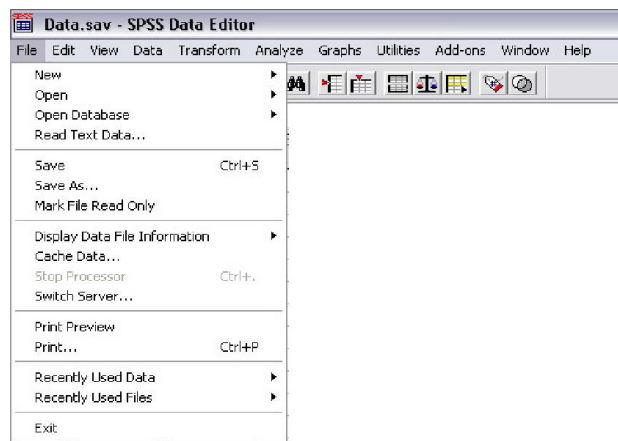 Data.sav - SPSS Data Editor
File Edit View Data Transform Analyze Graphs Utilities Add-ons Window Help
New
Open
Open Database
Read Text Data...
Save Ctrl+S
Save As...
Mark File Read Only
Display Data File Information
Cache Data...
Stop Processor Ctrl+.
Switch Server...
Print Preview
Print... Ctrl+P
Recently Used Data
Recently Used Files
Exit